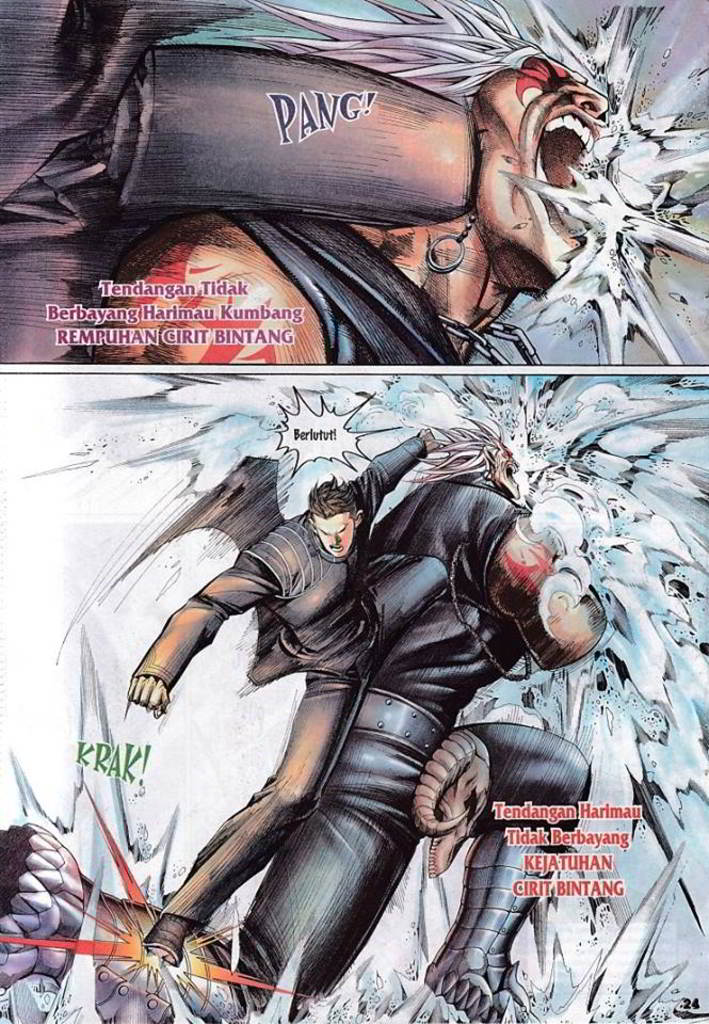 PANG!
Tendangan Tidak
Berbayang Harimau Kumbang
REMPUHAN CIRIT BINTANG
Berlutut!
KRAK!
Tendangan Harimau
Tidak Berbayang
KEJATUHAN
CIRIT BINTANG
24